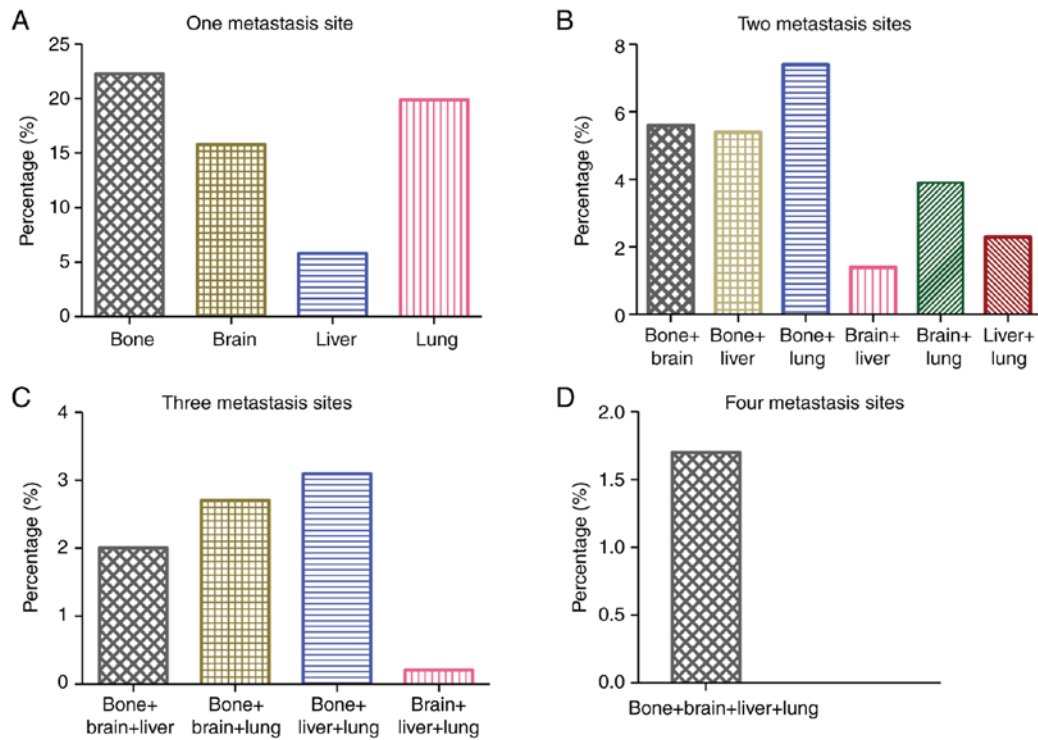 A
One metastasis site
Percentage (%)
25
20
15
10
5
0
Bone
Brain
Liver
Lung
B
Two metastasis sites
Percentage (%)
8
6
4
2
0
Bone+
brain
Bone+
liver
Bone+
lung
Brain+
liver
Brain+
lung
Liver+
lung
C
Three metastasis sites
Percentage (%)
4
3
2
1
0
Bone+
brain+liver
Bone+
brain+lung
Bone+
liver+lung
Brain+
liver+lung
D
Four metastasis sites
Percentage (%)
2.0
1.5
1.0
0.5
0.0
Bone+brain+liver+lung